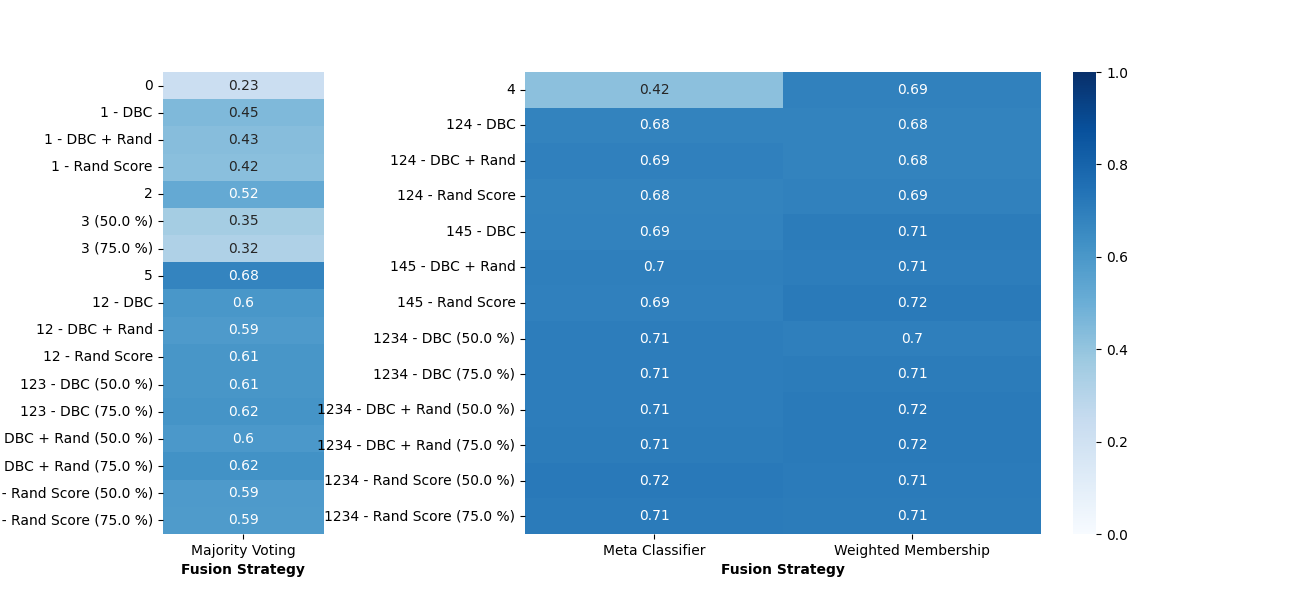 0 0.23
1 - DBC 0.45
1 - DBC + Rand 0.43
1 - Rand Score 0.42
2 0.52
3 (50.0 %) 0.35
3 (75.0 %) 0.32
5 0.68
12 - DBC 0.6
12 - DBC + Rand 0.59
12 - Rand Score 0.61
123 - DBC (50.0 %) 0.61
123 - DBC (75.0 %) 0.62
DBC + Rand (50.0 %) 0.6
DBC + Rand (75.0 %) 0.62
- Rand Score (50.0 %) 0.59
- Rand Score (75.0 %) 0.59
Majority Voting
Fusion Strategy
4 0.42 0.69
124 - DBC 0.68 0.68
124 - DBC + Rand 0.69 0.68
124 - Rand Score 0.68 0.69
145 - DBC 0.69 0.71
145 - DBC + Rand 0.7 0.71
145 - Rand Score 0.69 0.72
1234 - DBC (50.0 %) 0.71 0.7
1234 - DBC (75.0 %) 0.71 0.71
1234 - DBC + Rand (50.0 %) 0.71 0.72
1234 - DBC + Rand (75.0 %) 0.71 0.72
1234 - Rand Score (50.0 %) 0.72 0.71
1234 - Rand Score (75.0 %) 0.71 0.71
Meta Classifier Weighted Membership
Fusion Strategy
1.0
0.8
0.6
0.4
0.2
0.0